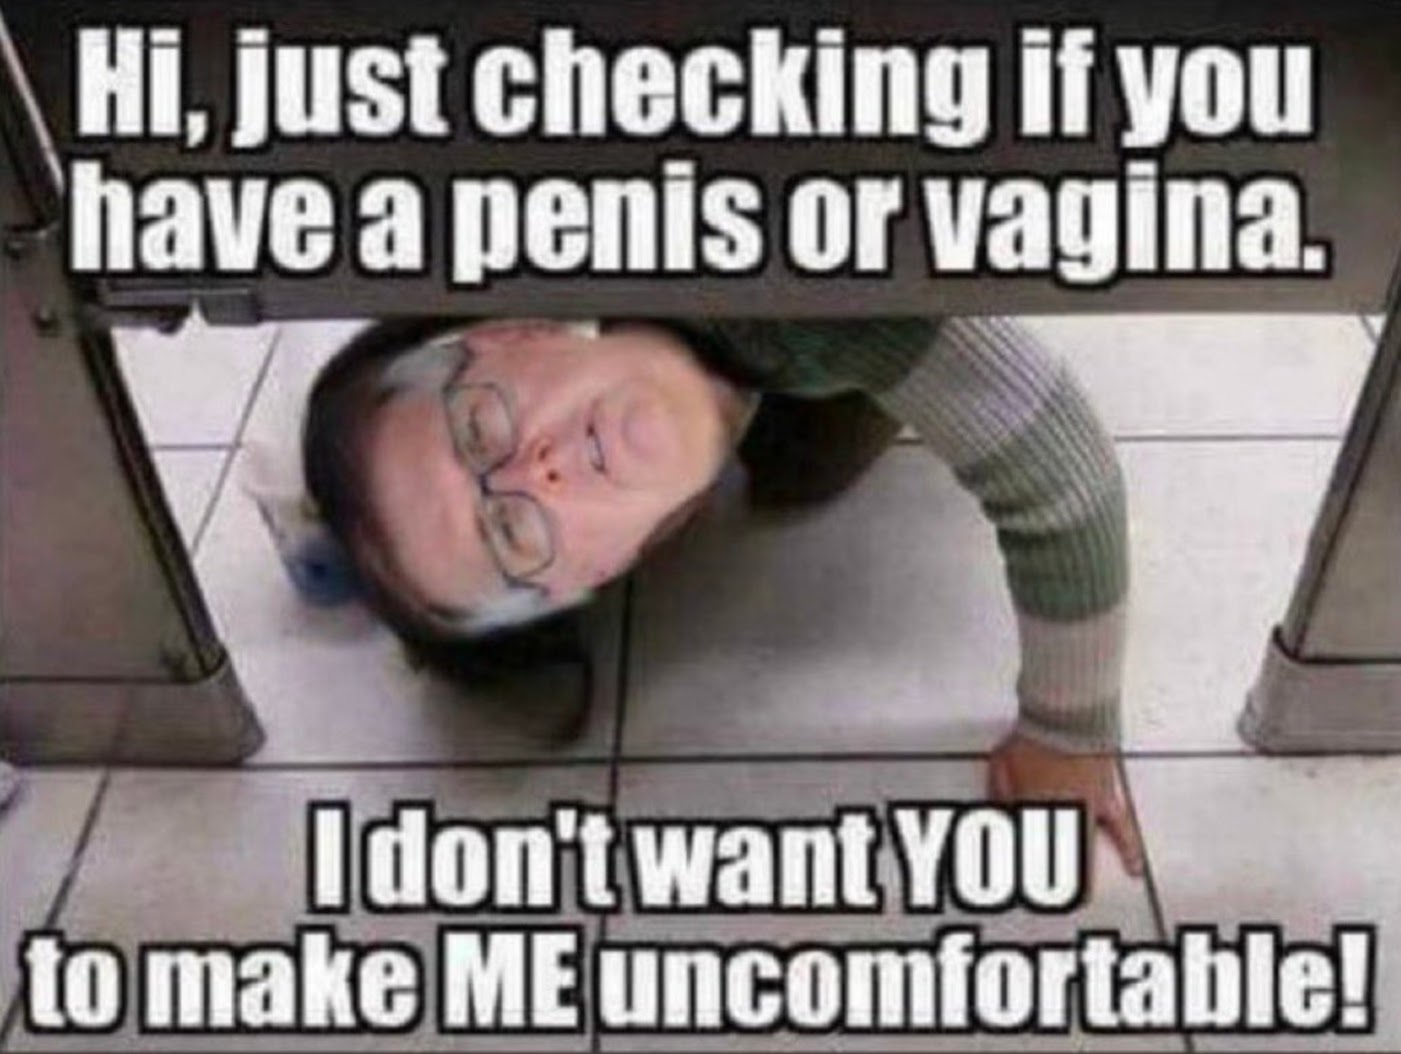 Hi, just checking if you
have a penis or vagina.
I don't want YOU
to make ME uncomfortable!